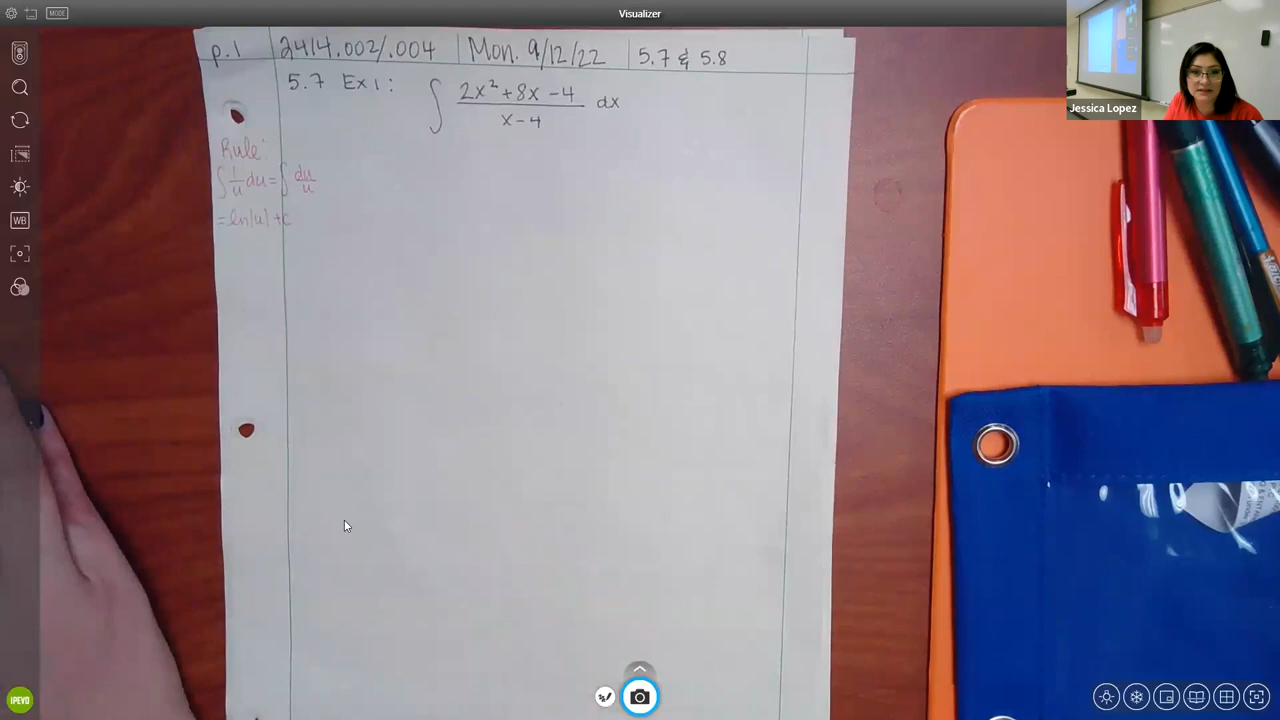 MODE
Visualizer
Jessica Lopez
WB
p.1 2414.002/.004 Mon. 9/12/22 5.7 & 5.8
5.7 Ex 1: ∫ (2x² + 8x - 4)/(x - 4) dx
Rule:
∫ 1/u du = ∫ du/u
= ln|u| + C
IPEVO